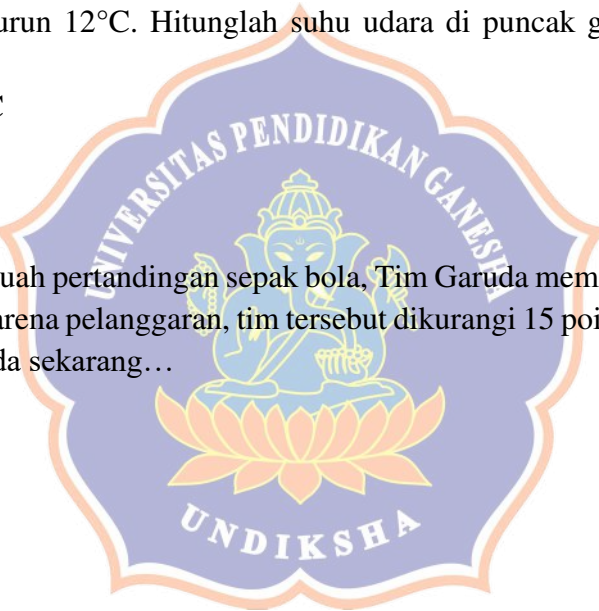 urun 12°C. Hitunglah suhu udara di puncak g
C
UNIVERSITAS PENDIDIKAN GANESHA
uah pertandingan sepak bola, Tim Garuda mem
arena pelanggaran, tim tersebut dikurangi 15 poi
da sekarang…
UNDIKSHA